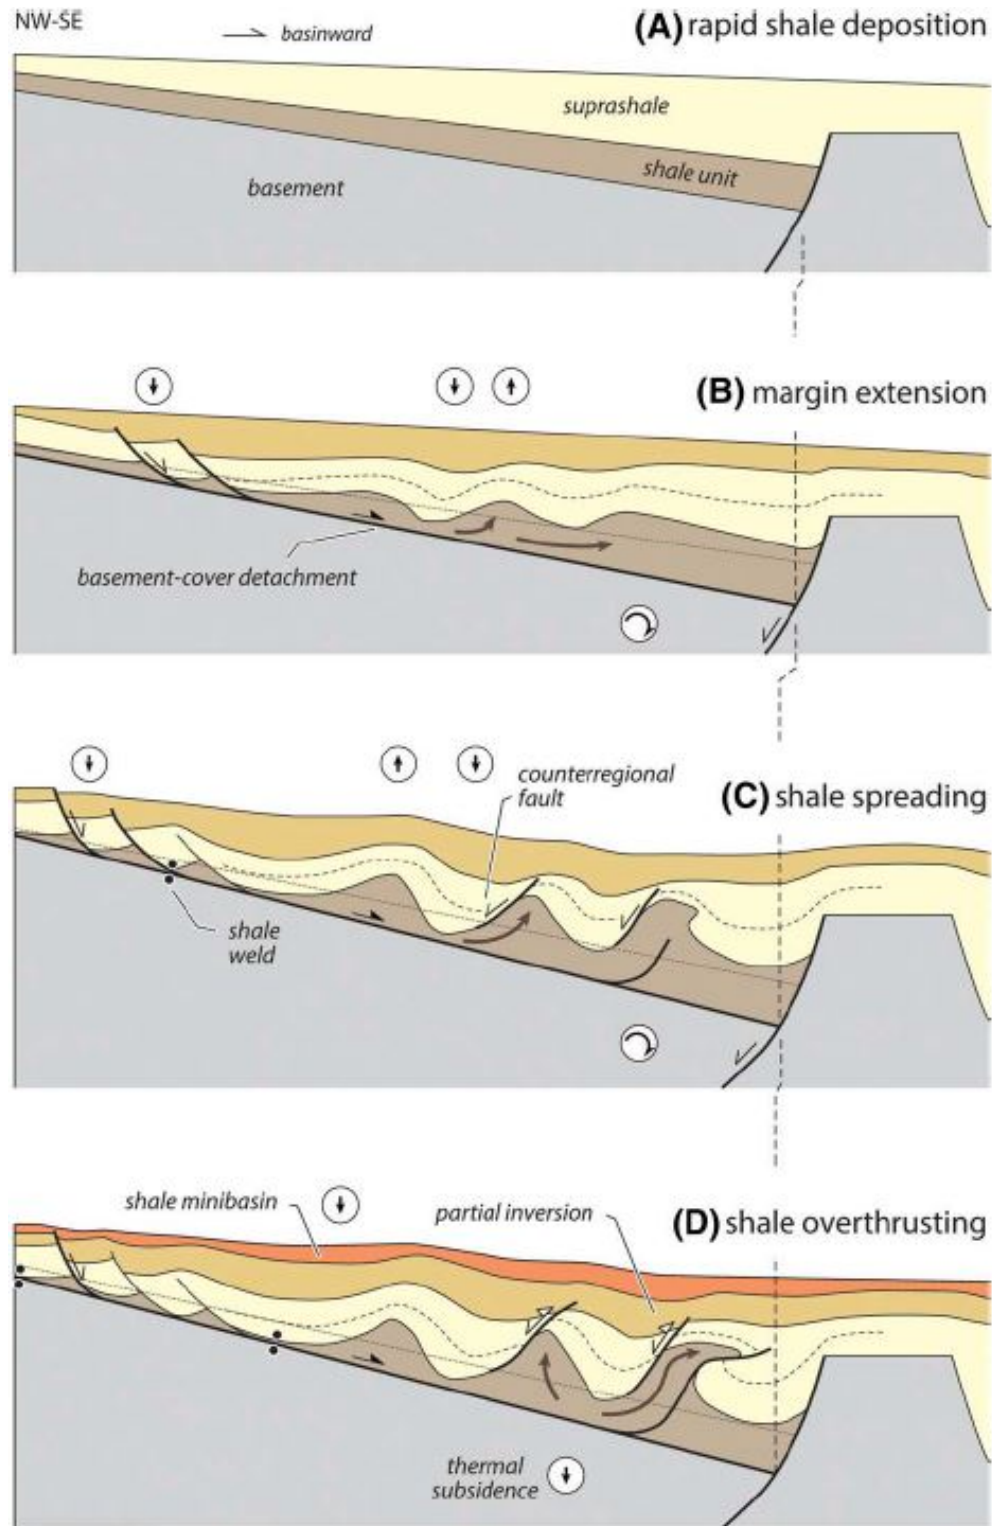 NW-SE
(A) rapid shale deposition
basinward
suprashale
shale unit
basement
(B) margin extension
basement-cover detachment
(C) shale spreading
counterregional
fault
shale
weld
(D) shale overthrusting
shale minibasin
partial inversion
thermal
subsidence